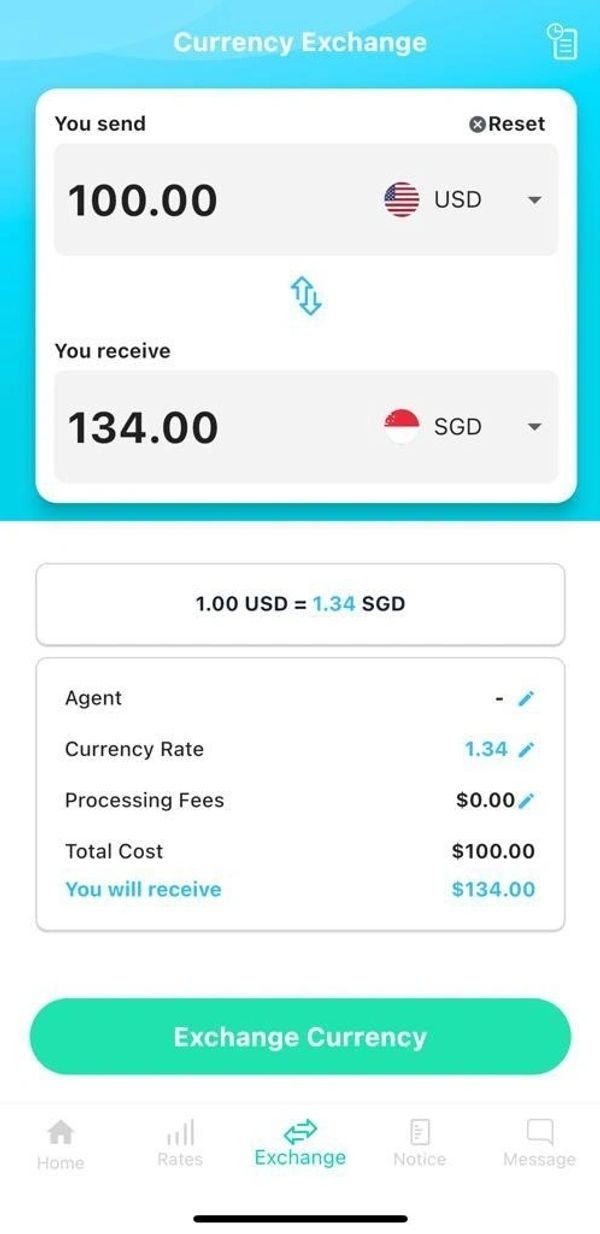 Currency Exchange
You send Reset
100.00 USD
You receive
134.00 SGD
1.00 USD = 1.34 SGD
Agent -
Currency Rate 1.34
Processing Fees $0.00
Total Cost $100.00
You will receive $134.00
Exchange Currency
Home Rates Exchange Notice Message